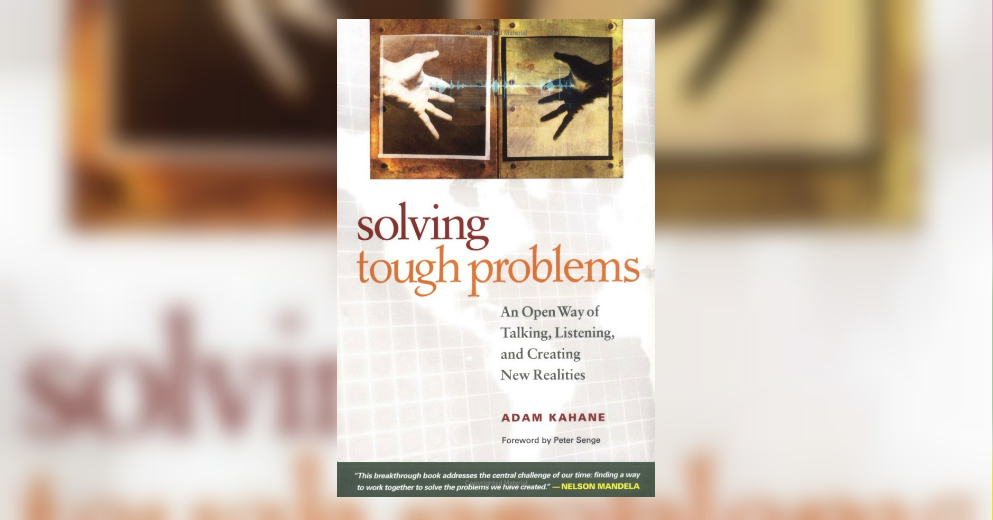 solving
tough problems
An Open Way of
Talking, Listening,
and Creating
New Realities
ADAM KAHANE
Foreword by Peter Senge
"This breakthrough book addresses the central challenge of our time: finding a way
to work together to solve the problems we have created." — NELSON MANDELA